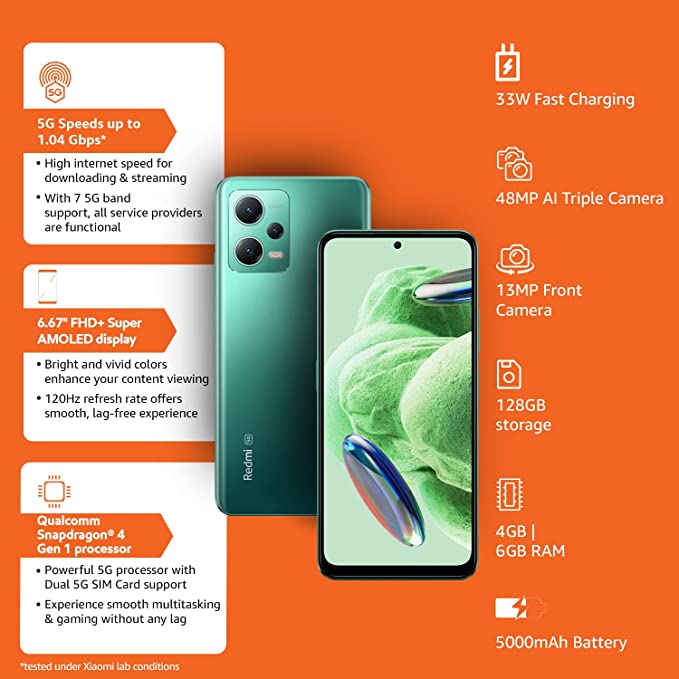 5G
5G Speeds up to
1.04 Gbps*
• High internet speed for
downloading & streaming
• With 7 5G band
support, all service providers
are functional
6.67" FHD+ Super
AMOLED display
• Bright and vivid colors
enhance your content viewing
• 120Hz refresh rate offers
smooth, lag-free experience
Qualcomm
Snapdragon® 4
Gen 1 processor
• Powerful 5G processor with
Dual 5G SIM Card support
• Experience smooth multitasking
& gaming without any lag
*tested under Xiaomi lab conditions
Redmi 5G
33W Fast Charging
48MP AI Triple Camera
13MP Front
Camera
128GB
storage
4GB |
6GB RAM
5000mAh Battery